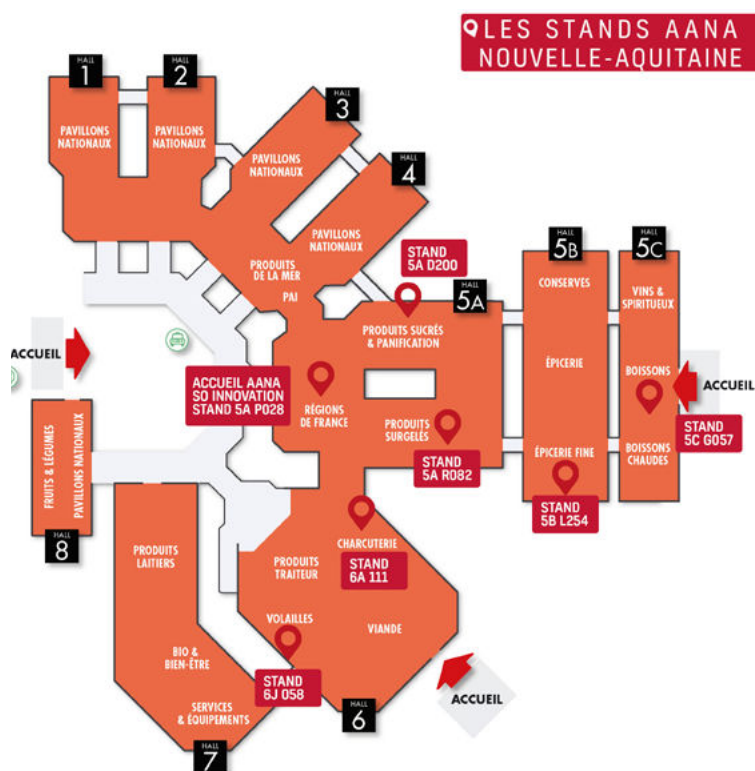 LES STANDS AANA
NOUVELLE-AQUITAINE
HALL
1
HALL
2
HALL
3
HALL
4
PAVILLONS
NATIONAUX
PAVILLONS
NATIONAUX
PAVILLONS
NATIONAUX
PAVILLONS
NATIONAUX
PRODUITS
DE LA MER
PAI
STAND
5A D200
HALL
5A
HALL
5B
HALL
5C
CONSERVES
VINS &
SPIRITUEUX
PRODUITS SUCRÉS
& PANIFICATION
ACCUEIL
ÉPICERIE
BOISSONS
ACCUEIL
ACCUEIL AANA
SO INNOVATION
STAND 5A P028
RÉGIONS
DE FRANCE
PRODUITS
SURGELÉS
STAND
5C G057
FRUITS & LÉGUMES
PAVILLONS NATIONAUX
HALL
8
STAND
5A R082
ÉPICERIE FINE
BOISSONS
CHAUDES
STAND
5B L254
PRODUITS
LAITIERS
CHARCUTERIE
PRODUITS
TRAITEUR
STAND
6A 111
VOLAILLES
VIANDE
BIO &
BIEN-ÊTRE
STAND
6J 058
SERVICES
& ÉQUIPEMENTS
ACCUEIL
HALL
6
HALL
7